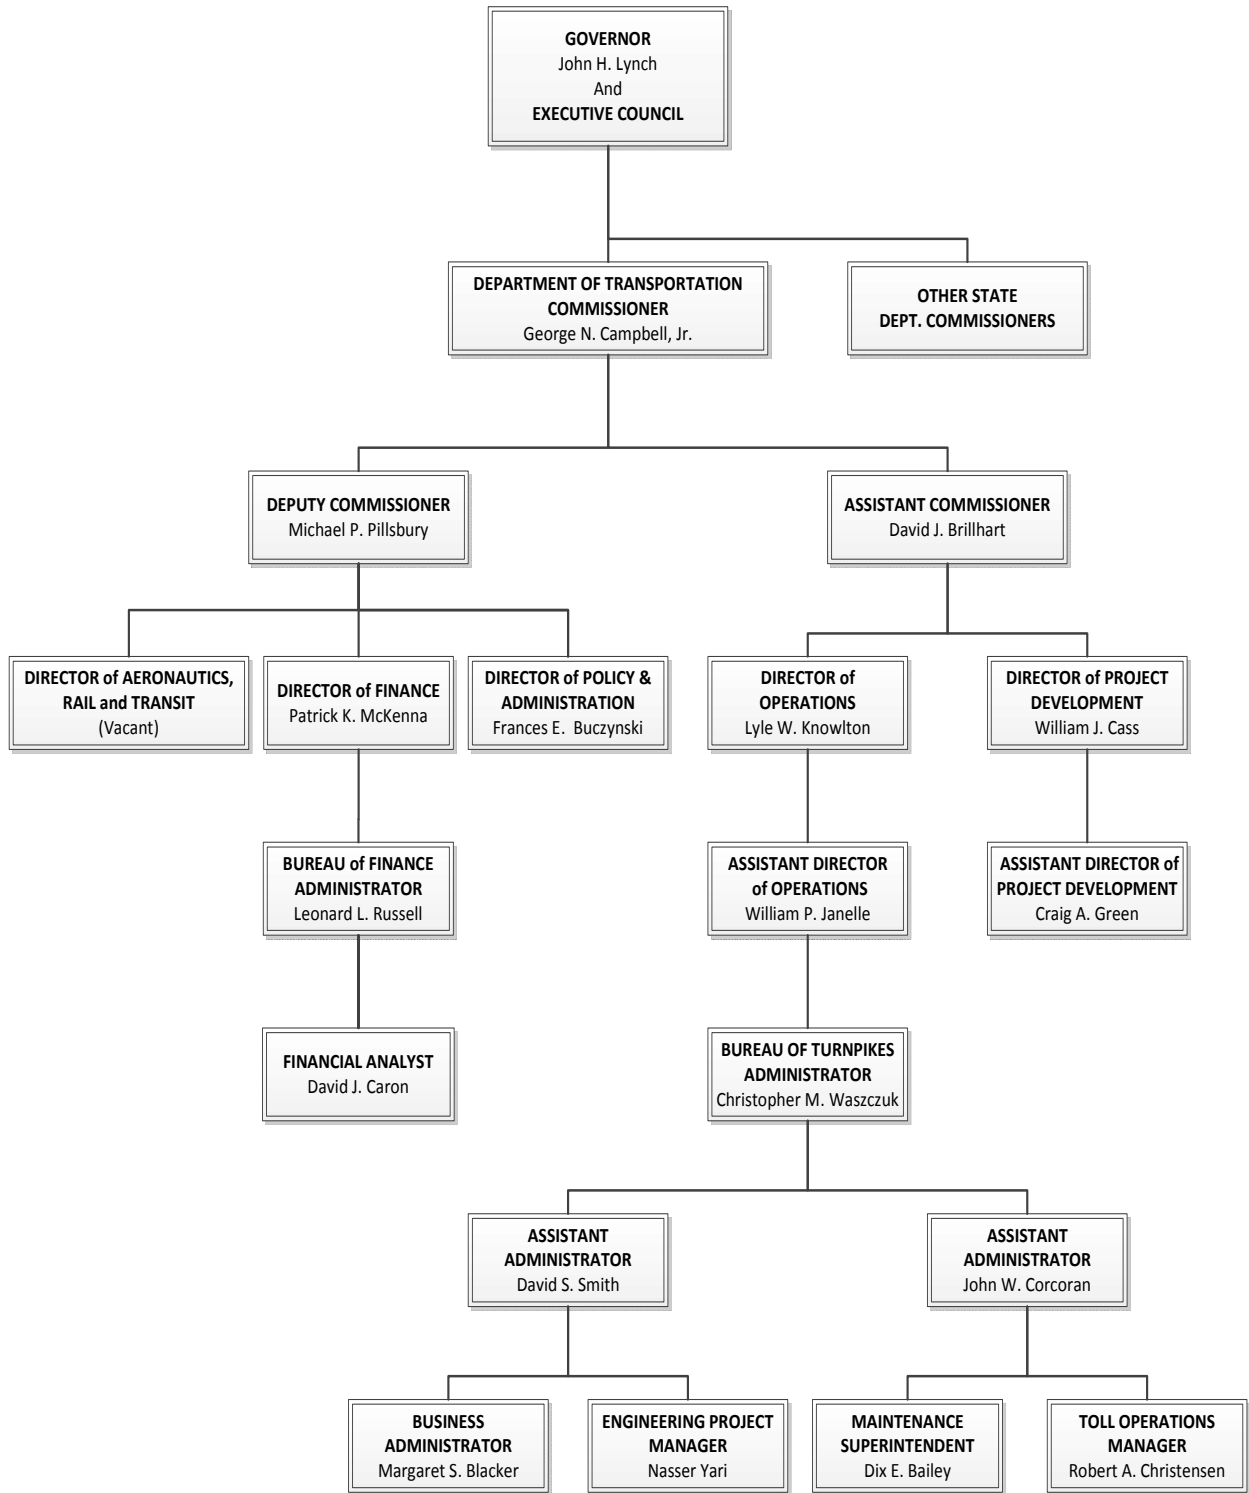 GOVERNOR
John H. Lynch
And
EXECUTIVE COUNCIL
DEPARTMENT OF TRANSPORTATION
COMMISSIONER
George N. Campbell, Jr.
OTHER STATE
DEPT. COMMISSIONERS
DEPUTY COMMISSIONER
Michael P. Pillsbury
ASSISTANT COMMISSIONER
David J. Brillhart
DIRECTOR of AERONAUTICS,
RAIL and TRANSIT
(Vacant)
DIRECTOR of FINANCE
Patrick K. McKenna
DIRECTOR of POLICY &
ADMINISTRATION
Frances E. Buczynski
DIRECTOR of
OPERATIONS
Lyle W. Knowlton
DIRECTOR of PROJECT
DEVELOPMENT
William J. Cass
BUREAU of FINANCE
ADMINISTRATOR
Leonard L. Russell
ASSISTANT DIRECTOR
of OPERATIONS
William P. Janelle
ASSISTANT DIRECTOR of
PROJECT DEVELOPMENT
Craig A. Green
FINANCIAL ANALYST
David J. Caron
BUREAU OF TURNPIKES
ADMINISTRATOR
Christopher M. Waszczuk
ASSISTANT
ADMINISTRATOR
David S. Smith
ASSISTANT
ADMINISTRATOR
John W. Corcoran
BUSINESS
ADMINISTRATOR
Margaret S. Blacker
ENGINEERING PROJECT
MANAGER
Nasser Yari
MAINTENANCE
SUPERINTENDENT
Dix E. Bailey
TOLL OPERATIONS
MANAGER
Robert A. Christensen